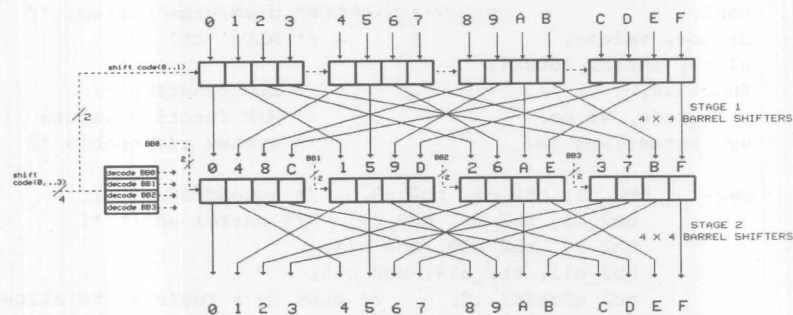 0 1 2 3 4 5 6 7 8 9 A B C D E F
shift code(0..1)
2
STAGE 1
4 X 4
BARREL SHIFTERS
BB0
2
BB1
2
BB2
2
BB3
2
0 4 8 C 1 5 9 D 2 6 A E 3 7 B F
shift
code(0...3)
4
decode BB0
decode BB1
decode BB2
decode BB3
STAGE 2
4 X 4
BARREL SHIFTERS
0 1 2 3 4 5 6 7 8 9 A B C D E F